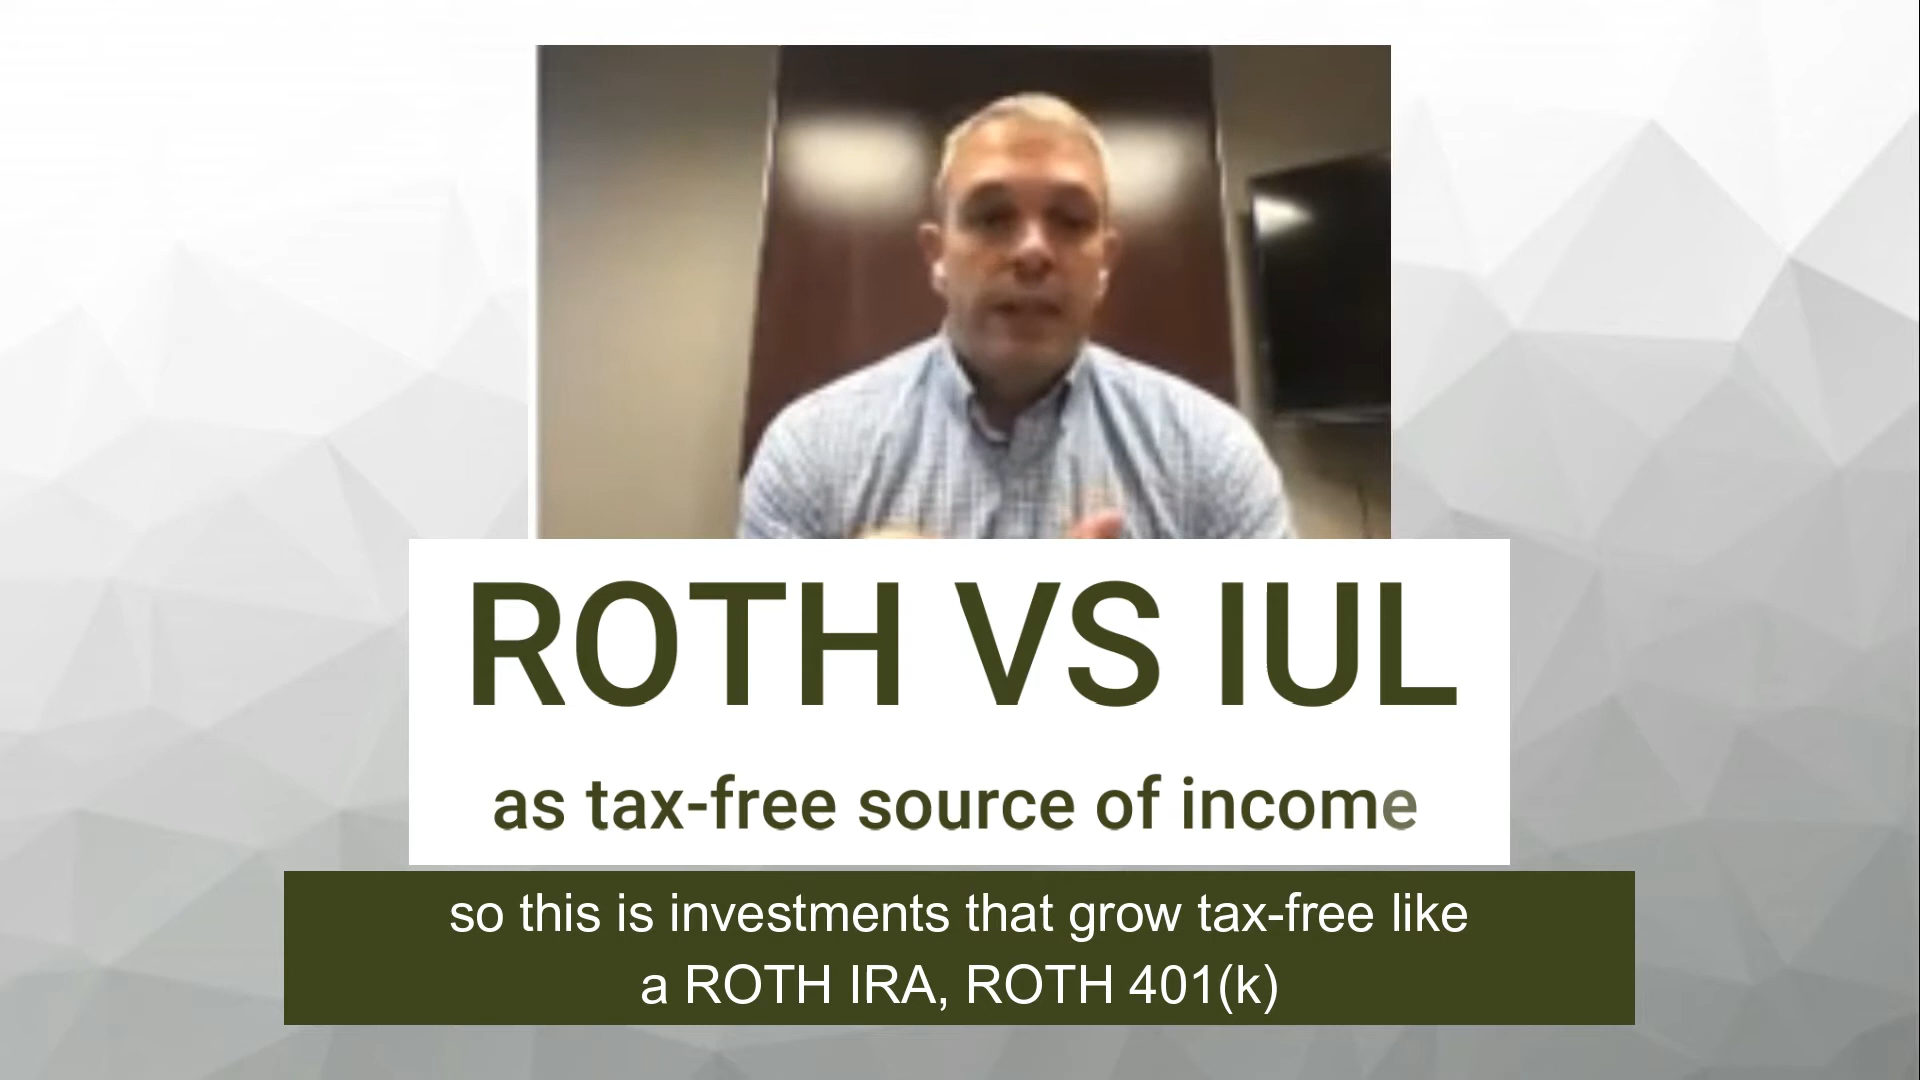 ROTH VS IUL
as tax-free source of income
so this is investments that grow tax-free like
a ROTH IRA, ROTH 401(k)